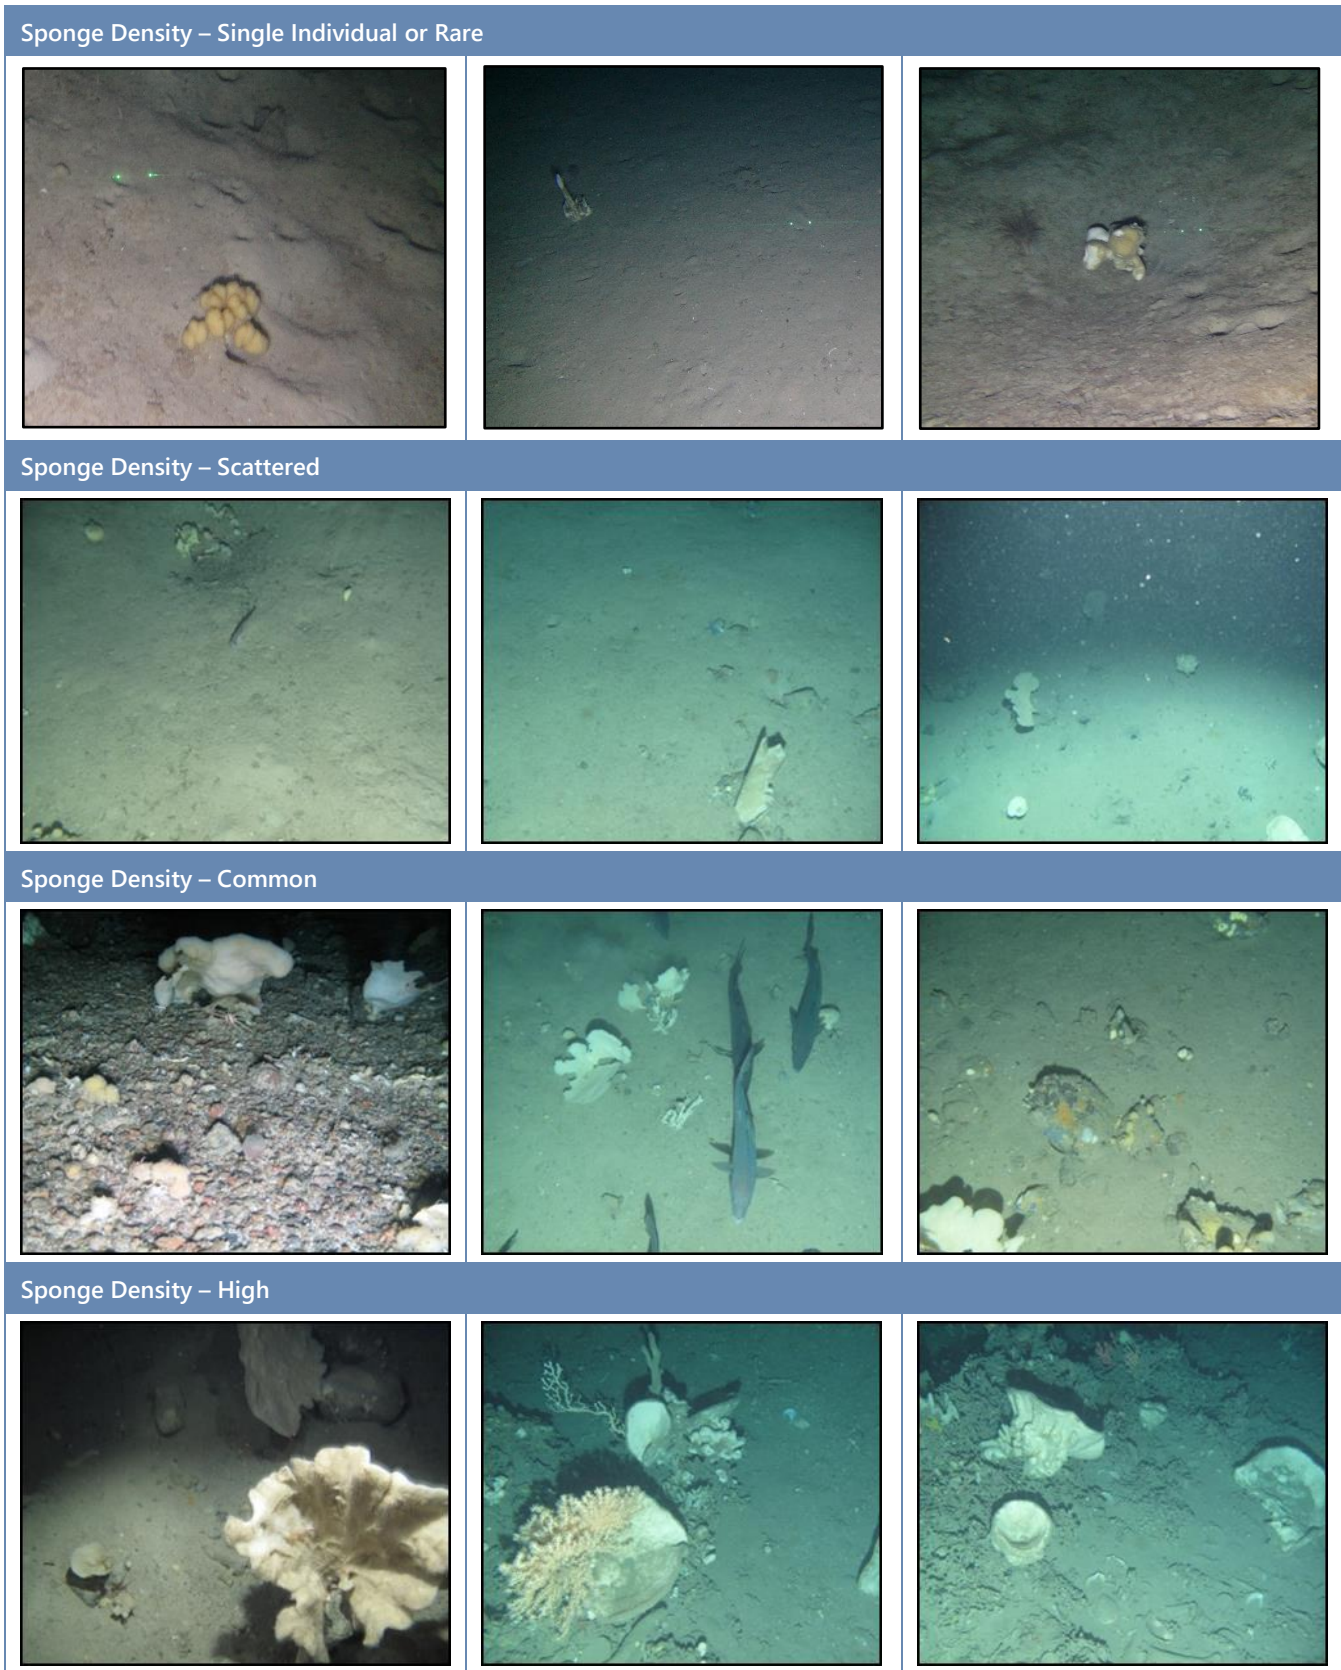 Sponge Density – Single Individual or Rare
Sponge Density – Scattered
Sponge Density – Common
Sponge Density – High